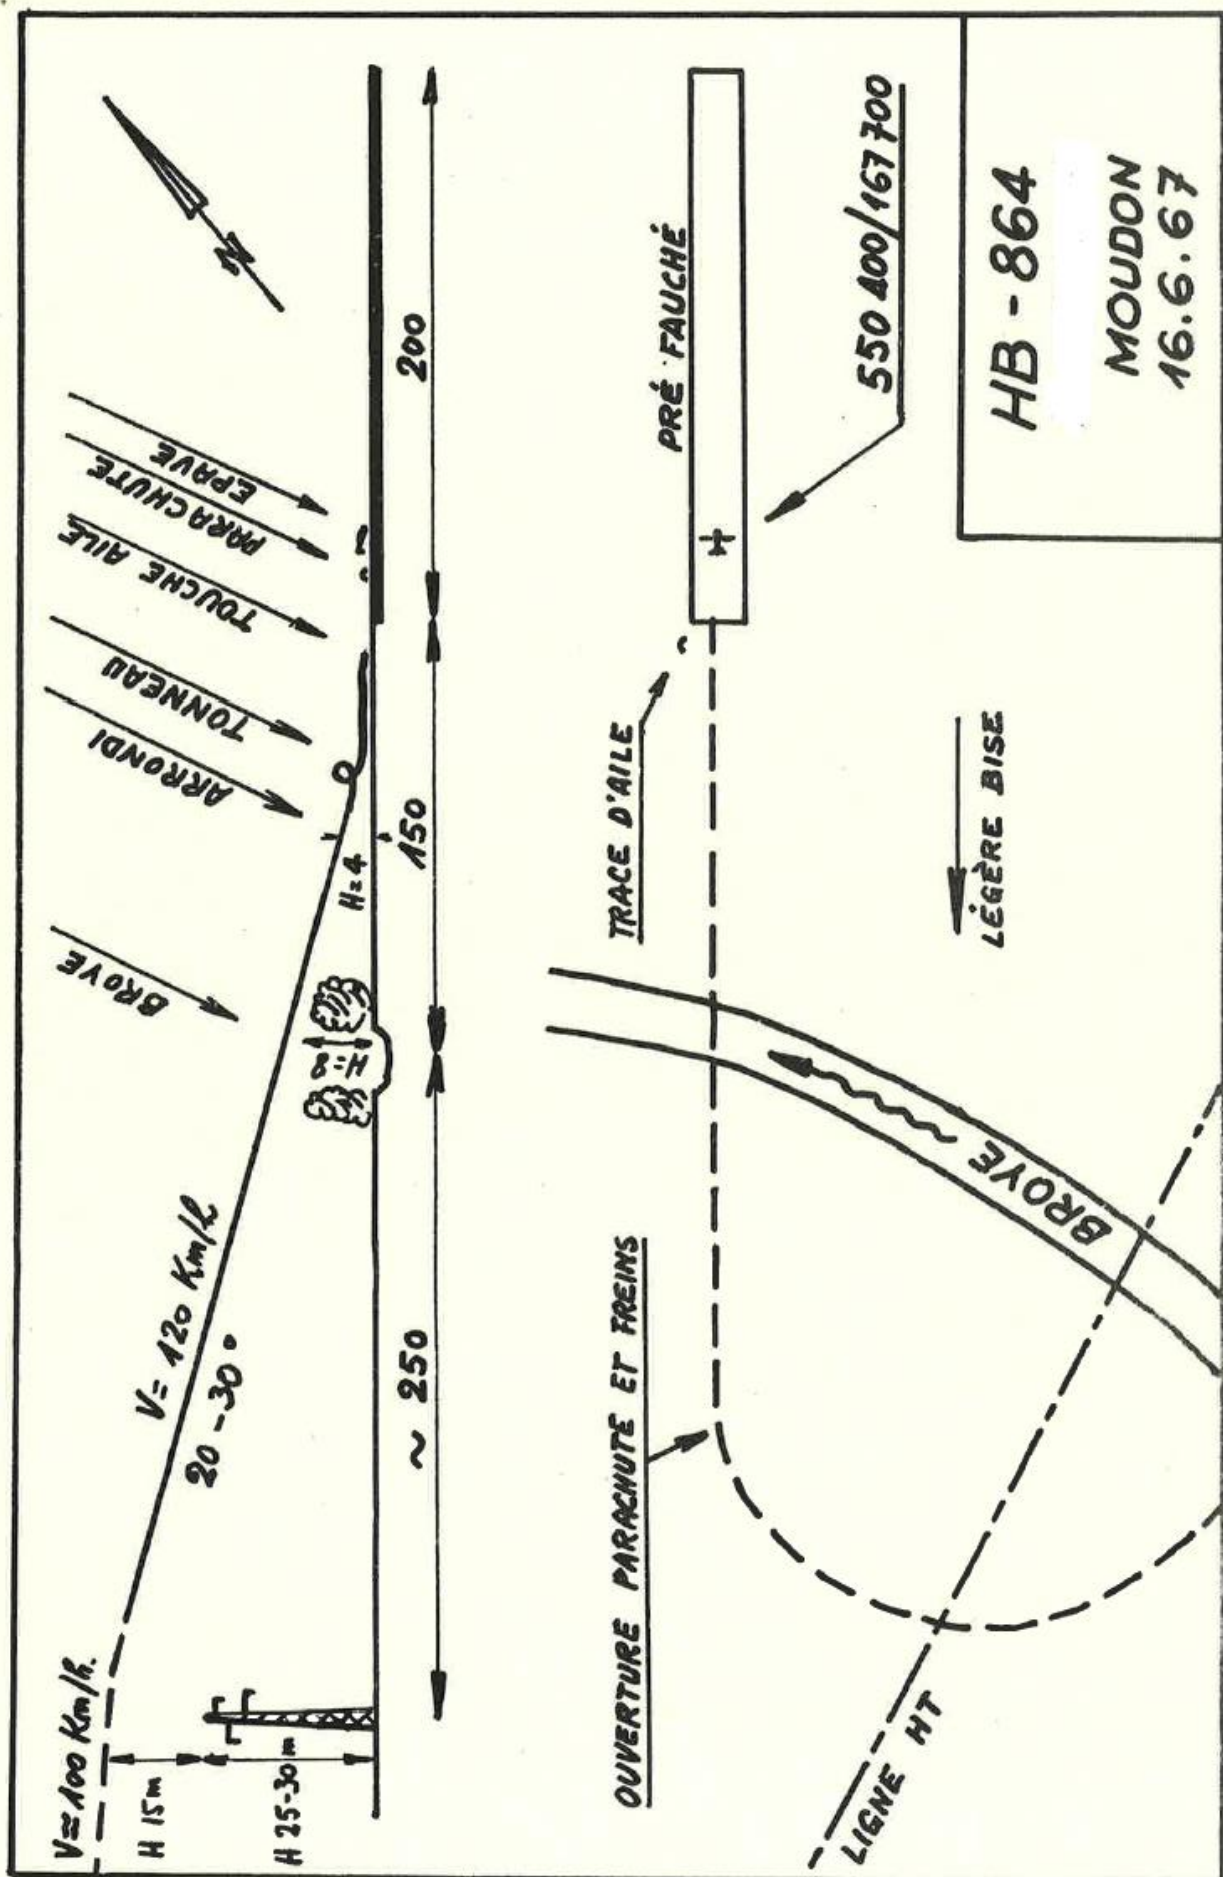 V≈100 Km/h.
H 15m
H 25-30m
V= 120 Km/h
20-30°
BROYE
ARRONDI
TONNEAU
TOUCHE AILE
PARACHUTE
EPAVE
N
H=8
H=4
~ 250
150
200
OUVERTURE PARACHUTE ET FREINS
TRACE D'AILE
PRÉ FAUCHÉ
550 400/167 700
LIGNE HT
BROYE
LÉGÈRE BISE
HB-864
MOUDON
16.6.67